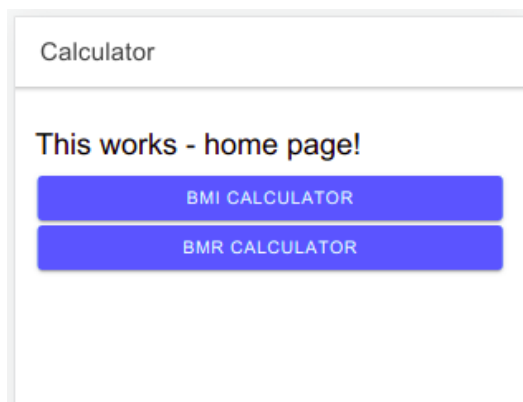 Calculator
This works - home page!
BMI CALCULATOR
BMR CALCULATOR